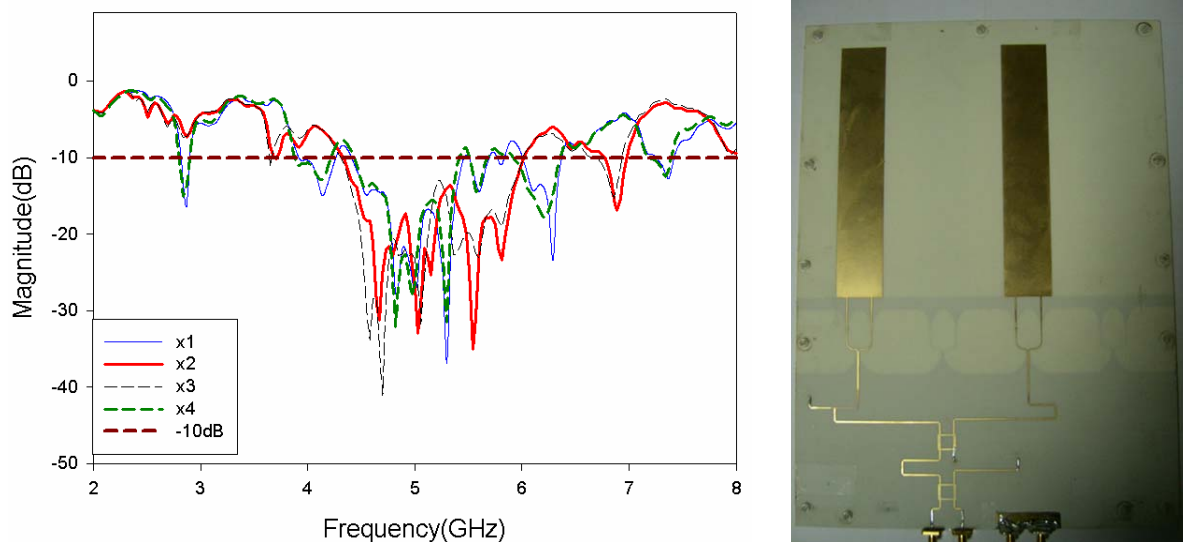 0
-10
-20
-30
-40
-50
Magnitude(dB)
x1
x2
x3
x4
-10dB
2 3 4 5 6 7 8
Frequency(GHz)